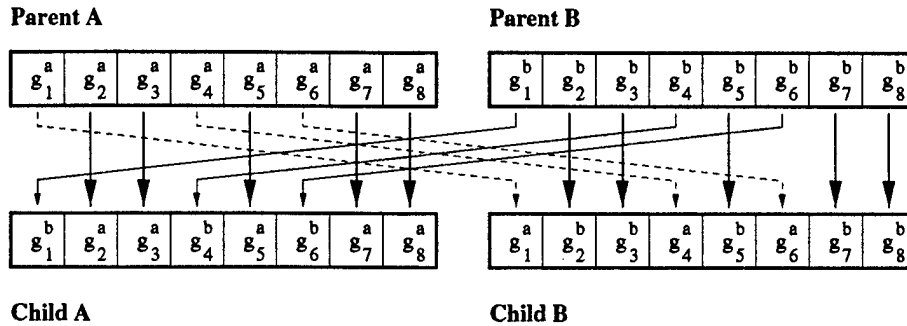 Parent A Parent B
g₁ᵃ g₂ᵃ g₃ᵃ g₄ᵃ g₅ᵃ g₆ᵃ g₇ᵃ g₈ᵃ g₁ᵇ g₂ᵇ g₃ᵇ g₄ᵇ g₅ᵇ g₆ᵇ g₇ᵇ g₈ᵇ
g₁ᵇ g₂ᵃ g₃ᵃ g₄ᵇ g₅ᵃ g₆ᵇ g₇ᵃ g₈ᵃ g₁ᵃ g₂ᵇ g₃ᵇ g₄ᵃ g₅ᵇ g₆ᵃ g₇ᵇ g₈ᵇ
Child A Child B